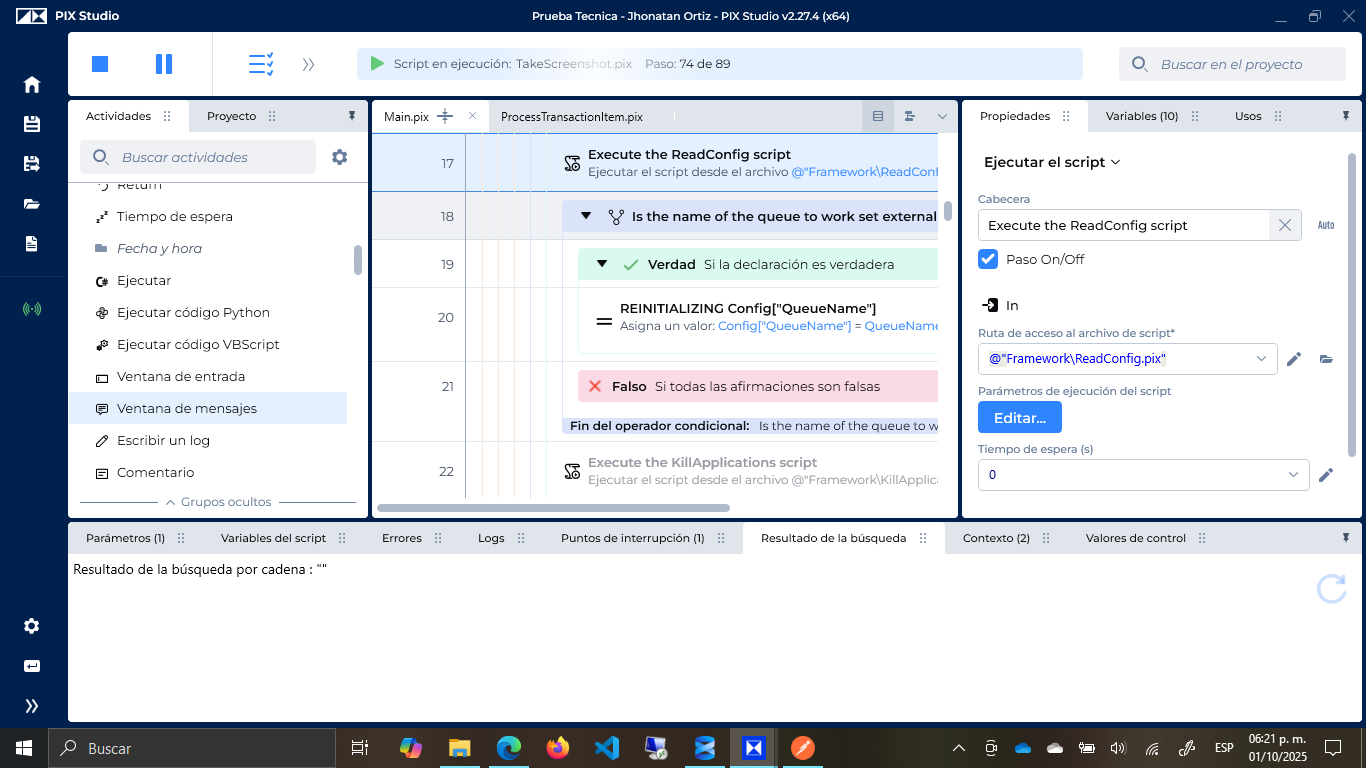 PIX Studio
Prueba Tecnica - Jhonatan Ortiz - PIX Studio v2.27.4 (x64)
Script en ejecución: TakeScreenshot.pix Paso: 74 de 89
Buscar en el proyecto
Actividades
Proyecto
Buscar actividades
Return
Tiempo de espera
Fecha y hora
Ejecutar
Ejecutar código Python
Ejecutar código VBScript
Ventana de entrada
Ventana de mensajes
Escribir un log
Comentario
Grupos ocultos
Main.pix
ProcessTransactionItem.pix
17
Execute the ReadConfig script
Ejecutar el script desde el archivo @"Framework\ReadConf
18
Is the name of the queue to work set external
19
Verdad Si la declaración es verdadera
20
REINITIALIZING Config["QueueName"]
Asigna un valor: Config["QueueName"] = QueueName
21
Falso Si todas las afirmaciones son falsas
Fin del operador condicional: Is the name of the queue to w
22
Execute the KillApplications script
Ejecutar el script desde el archivo @"Framework\KillApplica
Propiedades
Variables (10)
Usos
Ejecutar el script
Cabecera
Execute the ReadConfig script
Auto
Paso On/Off
In
Ruta de acceso al archivo de script*
@"Framework\ReadConfig.pix"
Parámetros de ejecución del script
Editar...
Tiempo de espera (s)
0
Parámetros (1)
Variables del script
Errores
Logs
Puntos de interrupción (1)
Resultado de la búsqueda
Contexto (2)
Valores de control
Resultado de la búsqueda por cadena : ""
Buscar
ESP
06:21 p. m.
01/10/2025